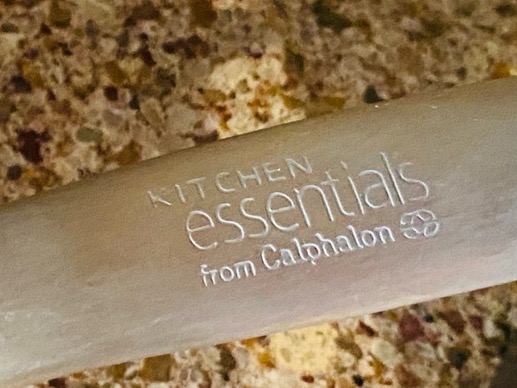 KITCHEN
essentials
from Calphalon